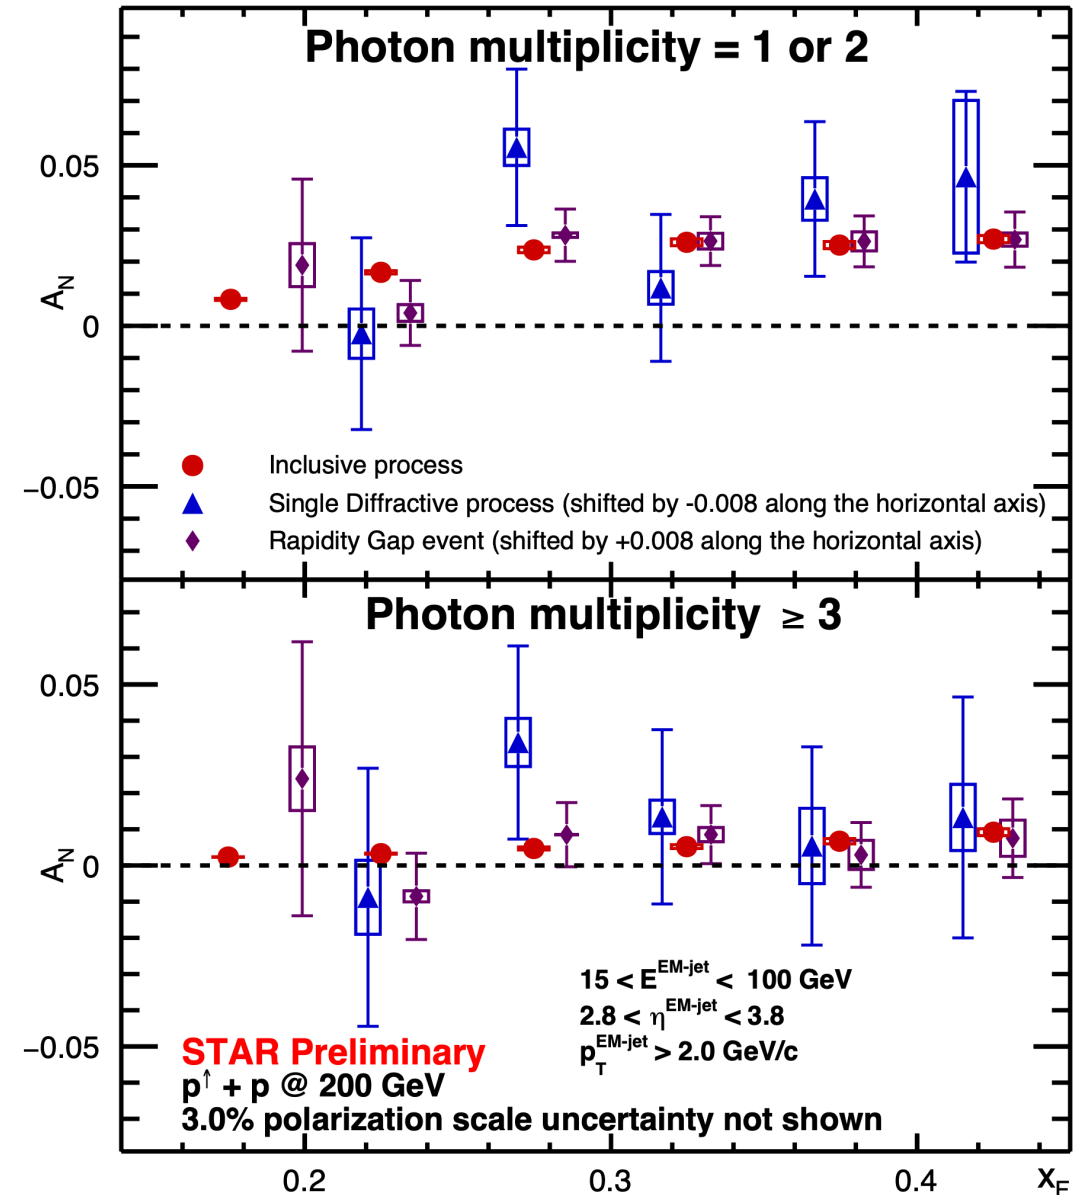 Photon multiplicity = 1 or 2
0.05
A_N
0
−0.05
Inclusive process
Single Diffractive process (shifted by -0.008 along the horizontal axis)
Rapidity Gap event (shifted by +0.008 along the horizontal axis)
Photon multiplicity ≥ 3
0.05
A_N
0
−0.05
15 < E^EM-jet < 100 GeV
2.8 < η^EM-jet < 3.8
p_T^EM-jet > 2.0 GeV/c
STAR Preliminary
p↑ + p @ 200 GeV
3.0% polarization scale uncertainty not shown
0.2 0.3 0.4 x_F